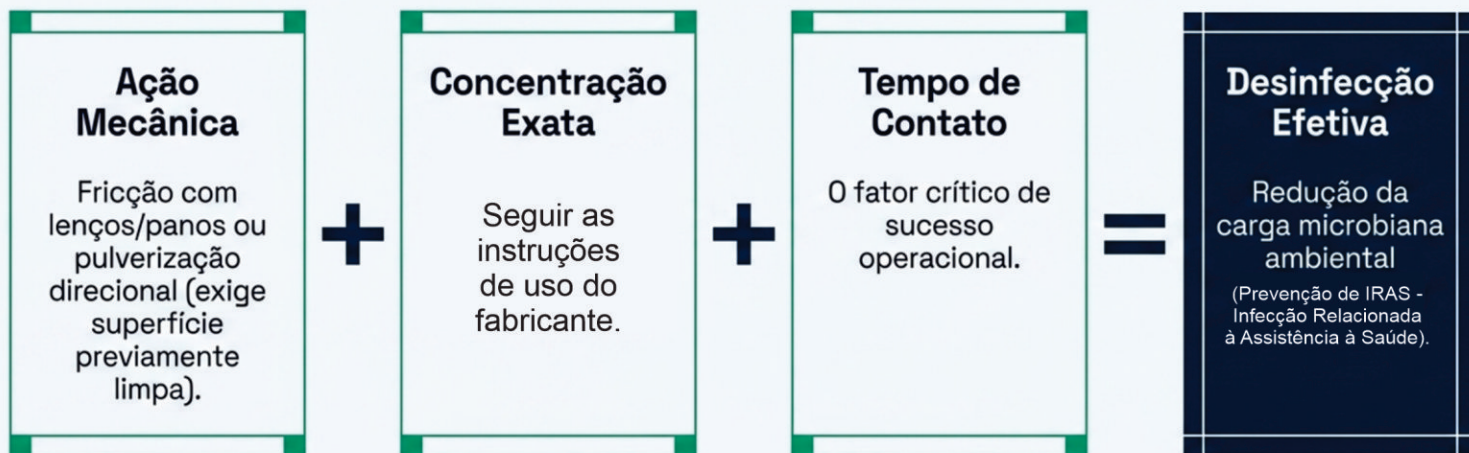 Ação
Mecânica
Fricção com
lenços/panos ou
pulverização
direcional (exige
superfície
previamente
limpa).
+
Concentração
Exata
Seguir as
instruções
de uso do
fabricante.
+
Tempo de
Contato
O fator crítico de
sucesso
operacional.
=
Desinfecção
Efetiva
Redução da
carga microbiana
ambiental
(Prevenção de IRAS -
Infecção Relacionada
à Assistência à Saúde).